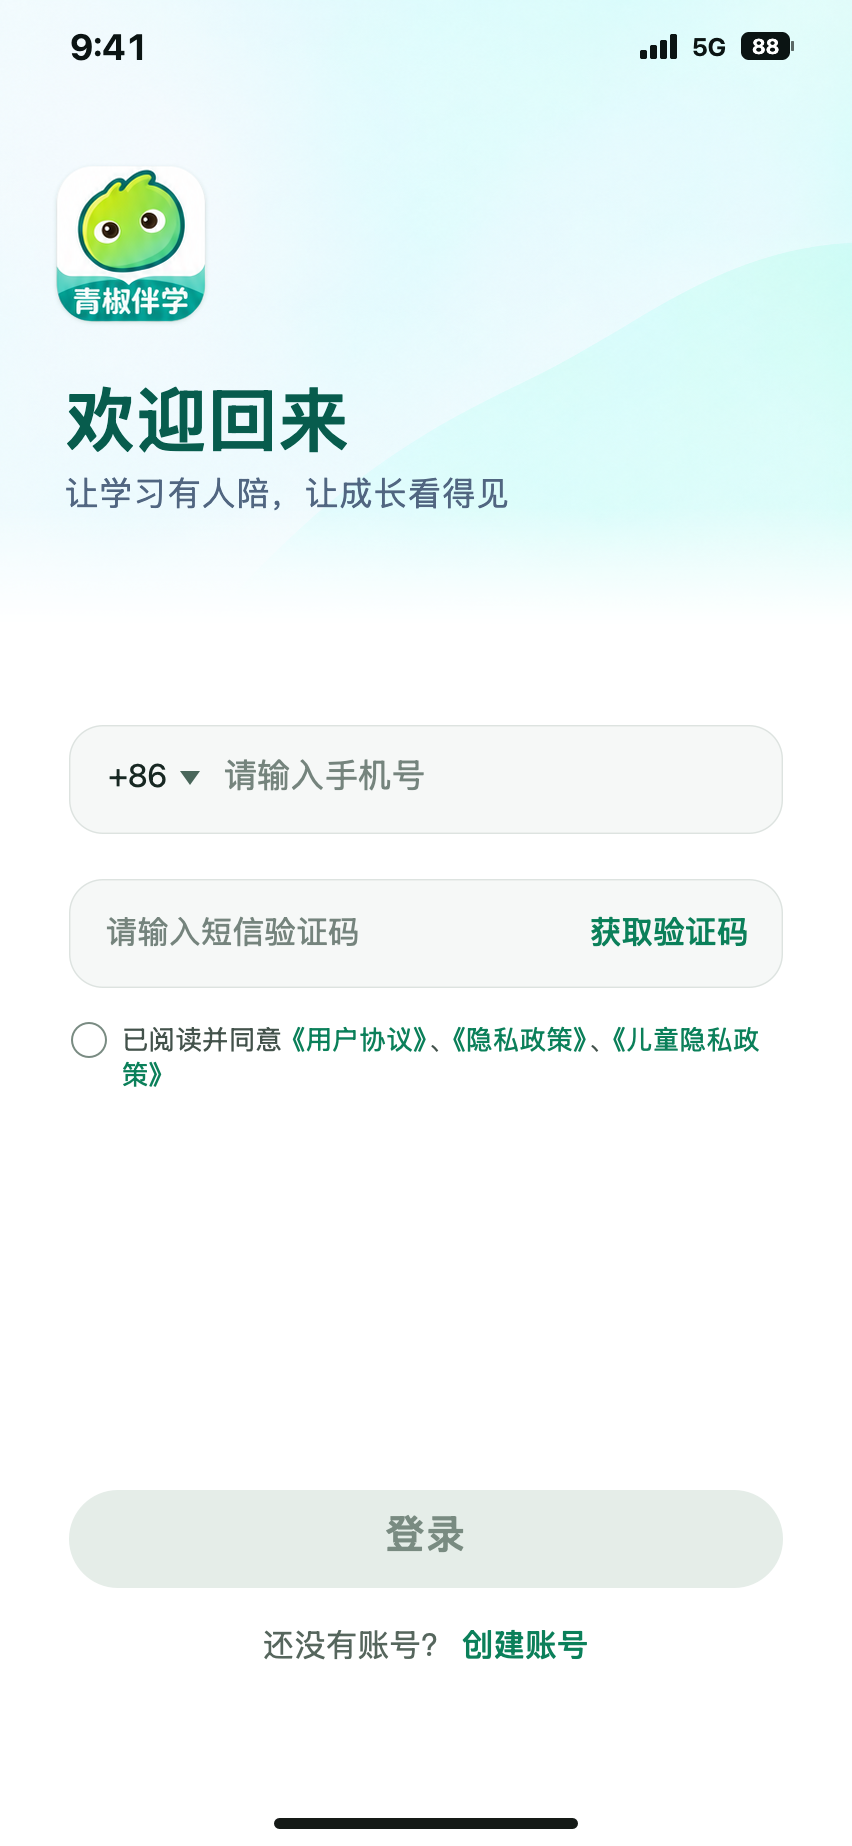 9:41
5G 88
青椒伴学
欢迎回来
让学习有人陪，让成长看得见
+86 请输入手机号
请输入短信验证码 获取验证码
已阅读并同意《用户协议》、《隐私政策》、《儿童隐私政
策》
登录
还没有账号？ 创建账号